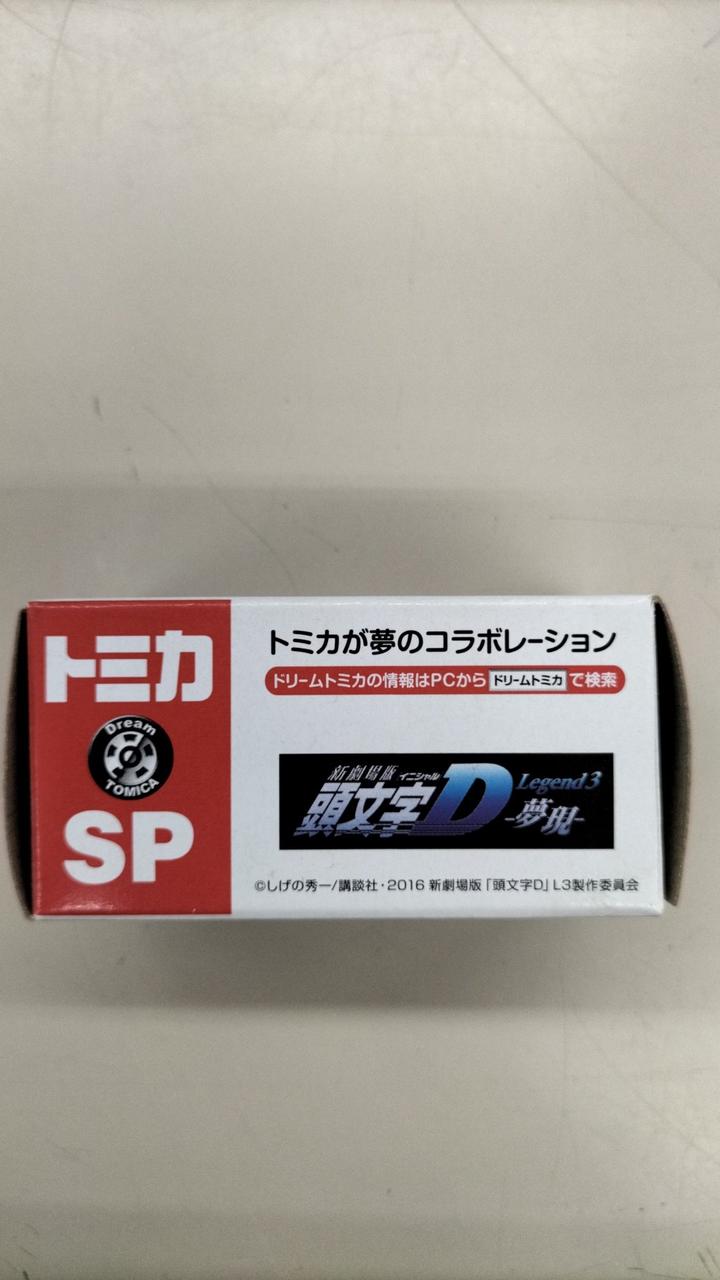 トミカ
Dream
TOMICA
SP
トミカが夢のコラボレーション
ドリームトミカの情報はPCから ドリームトミカ で検索
新劇場版 イニシャル
頭文字D Legend 3
-夢現-
©しげの秀一/講談社・2016 新劇場版「頭文字D」L3製作委員会